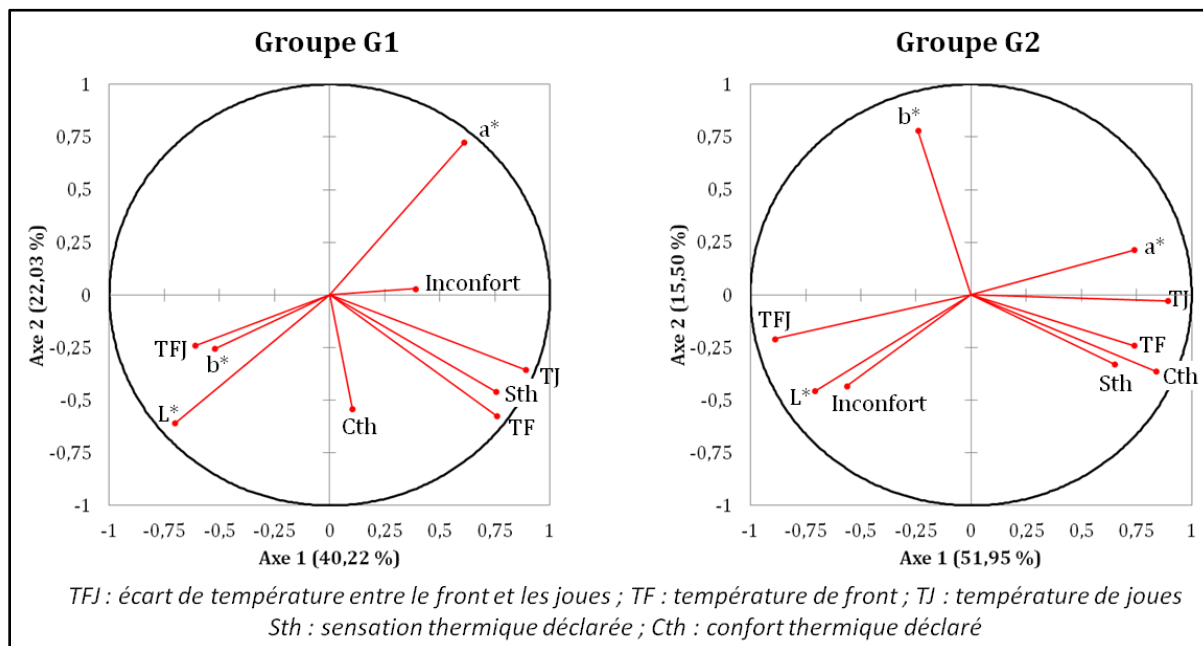 Groupe G1
1
0,75
0,5
0,25
0
-0,25
-0,5
-0,75
-1
Axe 2 (22,03 %)
a*
Inconfort
TFJ
b*
L*
Cth
TJ
Sth
TF
-1 -0,75 -0,5 -0,25 0 0,25 0,5 0,75 1
Axe 1 (40,22 %)
Groupe G2
1
0,75
0,5
0,25
0
-0,25
-0,5
-0,75
-1
Axe 2 (15,50 %)
b*
a*
TJ
TFJ
TF
Sth
Cth
L*
Inconfort
-1 -0,75 -0,5 -0,25 0 0,25 0,5 0,75 1
Axe 1 (51,95 %)
TFJ : écart de température entre le front et les joues ; TF : température de front ; TJ : température de joues
Sth : sensation thermique déclarée ; Cth : confort thermique déclaré